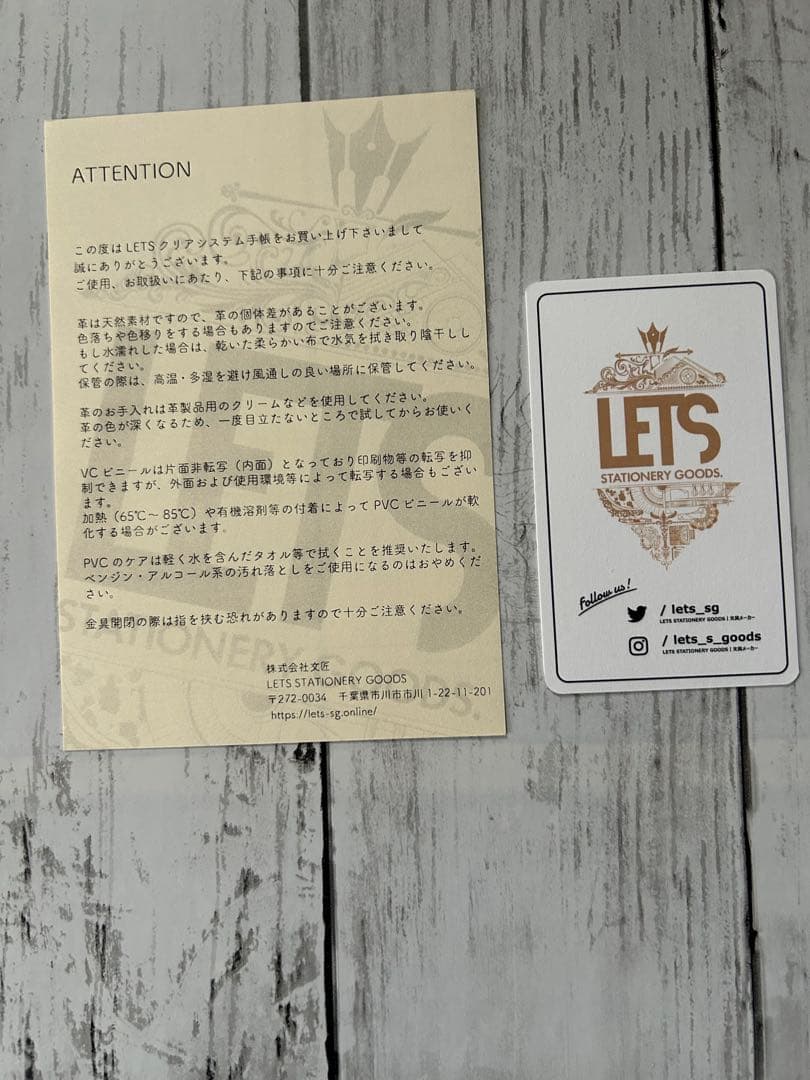 ATTENTION
この度は LETS クリアシステム手帳をお買い上げ下さいまして
誠にありがとうございます。
ご使用、お取扱いにあたり、下記の事項に十分ご注意ください。
革は天然素材ですので、革の個体差があることがございます。
色落ちや色移りをする場合もありますのでご注意ください。
もし水濡れした場合は、乾いた柔らかい布で水気を拭き取り陰干しし
てください。
保管の際は、高温・多湿を避け風通しの良い場所に保管してください。
革のお手入れは革製品用のクリームなどを使用してください。
革の色が深くなるため、一度目立たないところで試してからお使いく
ださい。
VC ビニールは片面非転写（内面）となっており印刷物等の転写を抑
制できますが、外面および使用環境等によって転写する場合もござい
ます。
加熱（65℃～ 85℃）や有機溶剤等の付着によって PVC ビニールが軟
化する場合がございます。
PVC のケアは軽く水を含んだタオル等で拭くことを推奨いたします。
ベンジン・アルコール系の汚れ落としをご使用になるのはおやめくだ
さい。
金具開閉の際は指を挟む恐れがありますので十分ご注意ください。
株式会社文匠
LETS STATIONERY GOODS
〒272-0034 千葉県市川市市川 1-22-11-201
https://lets-sg.online/
LETS
STATIONERY GOODS.
LETS
STATIONERY GOODS.
Follow us!
/ lets_sg
LETS STATIONERY GOODS | 文具メーカー
/ lets_s_goods
LETS STATIONERY GOODS | 文具メーカー